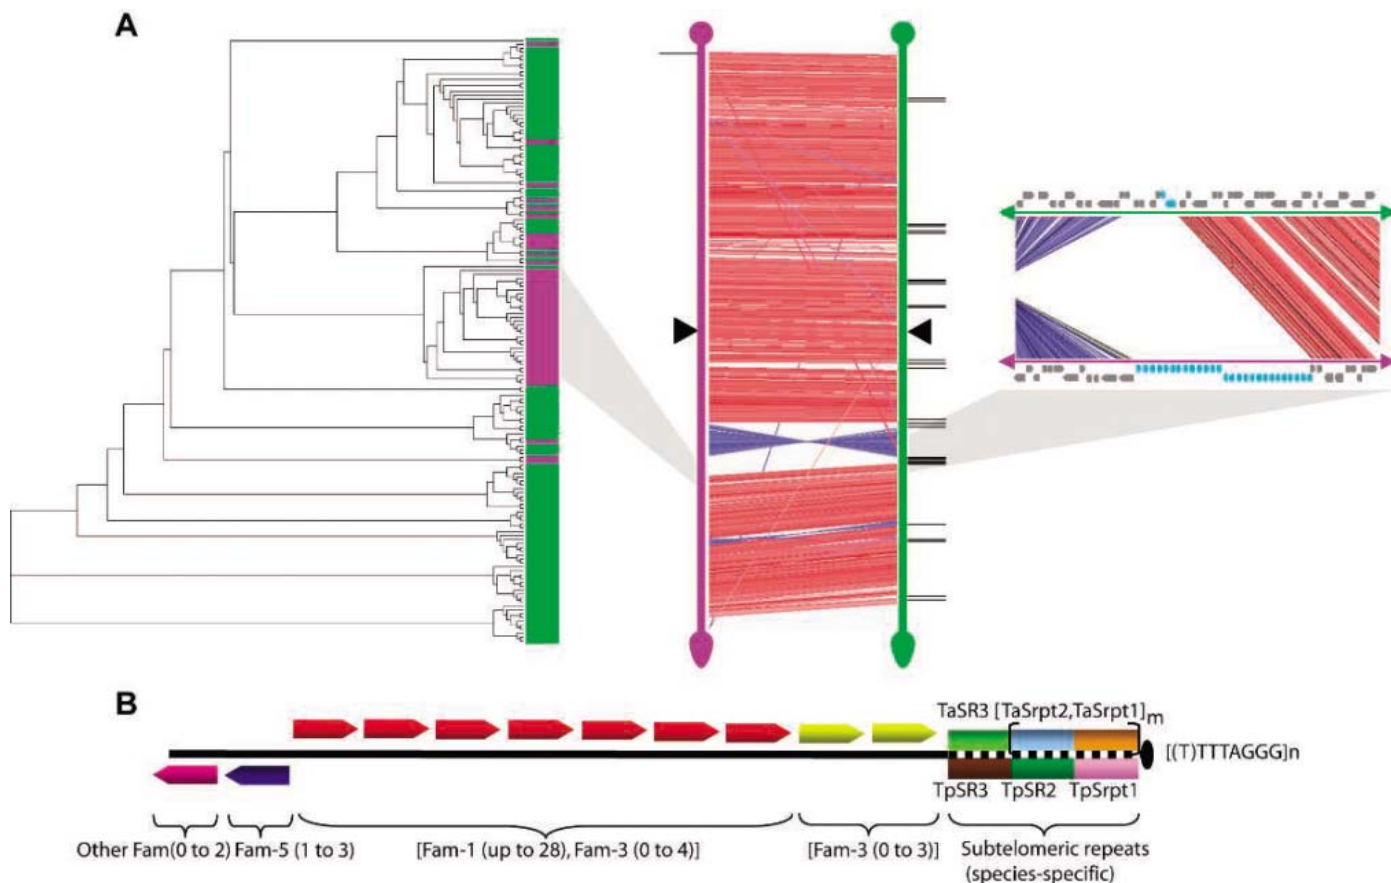 A
B
TaSR3 [TaSrpt2,TaSrpt1]m
[(T)TTTAGGG]n
TpSR3 TpSR2 TpSrpt1
Other Fam(0 to 2) Fam-5 (1 to 3) [Fam-1 (up to 28), Fam-3 (0 to 4)] [Fam-3 (0 to 3)] Subtelomeric repeats
(species-specific)